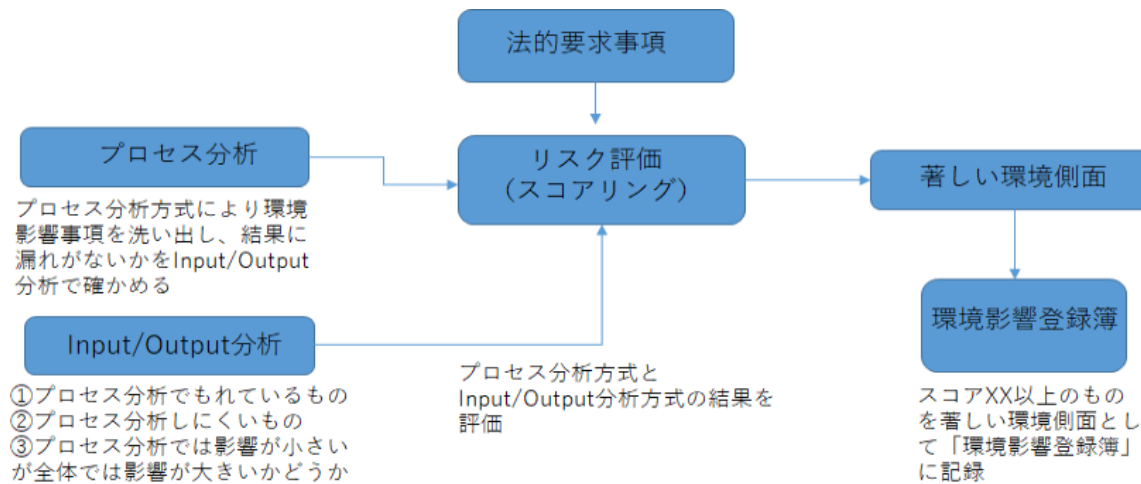 法的要求事項
プロセス分析
リスク評価
(スコアリング)
著しい環境側面
プロセス分析方式により環境
影響事項を洗い出し、結果に
漏れがないかをInput/Output
分析で確かめる
Input/Output分析
①プロセス分析でもれているもの
②プロセス分析しにくいもの
③プロセス分析では影響が小さい
が全体では影響が大きいかどうか
プロセス分析方式と
Input/Output分析方式の結果を
評価
環境影響登録簿
スコアXX以上のもの
を著しい環境側面とし
て「環境影響登録簿」
に記録